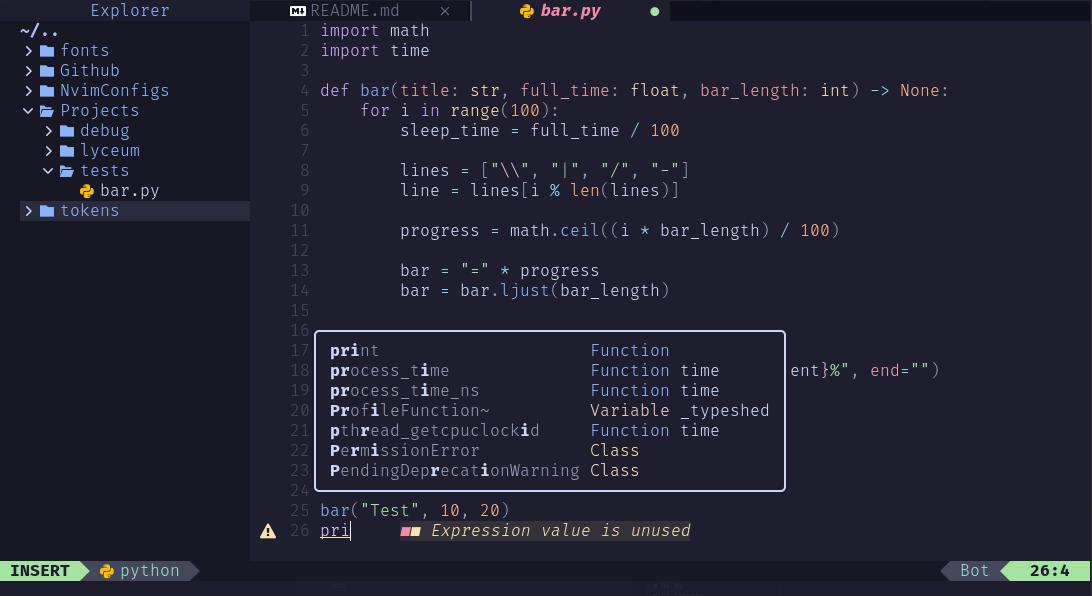 Explorer
README.md × bar.py ●
~/..
fonts
Github
NvimConfigs
Projects
debug
lyceum
tests
bar.py
tokens
1 import math
2 import time
3
4 def bar(title: str, full_time: float, bar_length: int) -> None:
5     for i in range(100):
6         sleep_time = full_time / 100
7
8         lines = ["\\", "|", "/", "-"]
9         line = lines[i % len(lines)]
10
11         progress = math.ceil((i * bar_length) / 100)
12
13         bar = "=" * progress
14         bar = bar.ljust(bar_length)
15
16
17 print Function
18 process_time Function time ent}%", end="")
19 process_time_ns Function time
20 ProfileFunction~ Variable _typeshed
21 pthread_getcpuclockid Function time
22 PermissionError Class
23 PendingDeprecationWarning Class
24
25 bar("Test", 10, 20)
26 pri Expression value is unused
INSERT python Bot 26:4